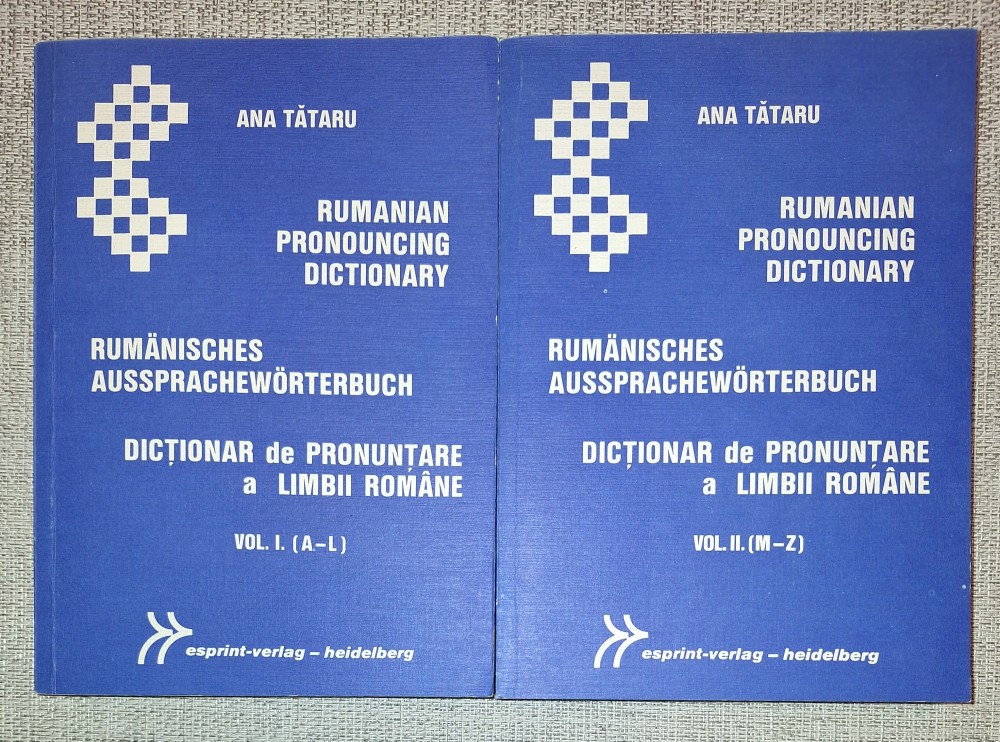 ANA TĂTARU
RUMANIAN
PRONOUNCING
DICTIONARY
RUMÄNISCHES
AUSSPRACHEWÖRTERBUCH
DICȚIONAR de PRONUNȚARE
a LIMBII ROMÂNE
VOL. I. (A–L)
esprint-verlag – heidelberg
ANA TĂTARU
RUMANIAN
PRONOUNCING
DICTIONARY
RUMÄNISCHES
AUSSPRACHEWÖRTERBUCH
DICȚIONAR de PRONUNȚARE
a LIMBII ROMÂNE
VOL. II. (M–Z)
esprint-verlag – heidelberg